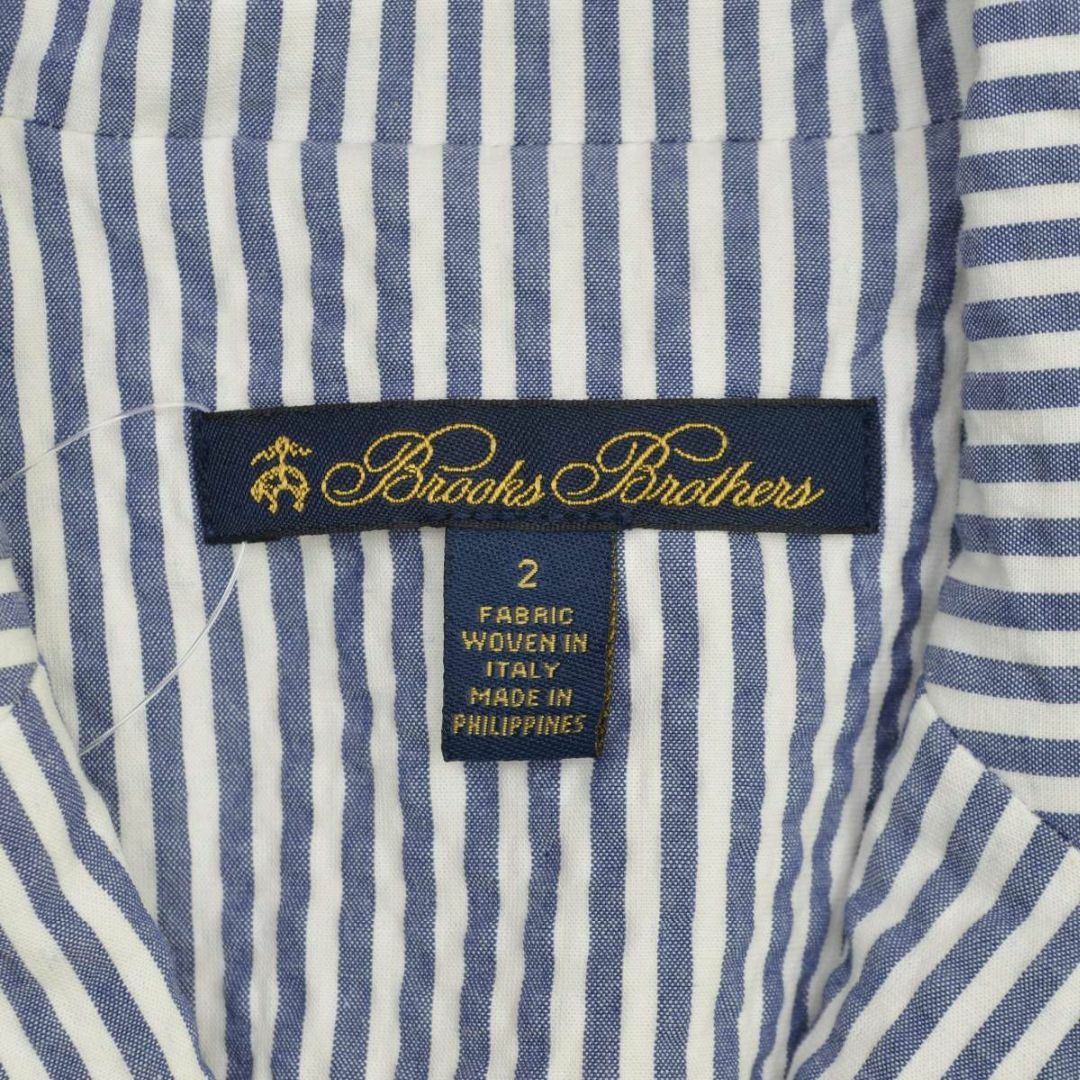 Brooks Brothers
2
FABRIC
WOVEN IN
ITALY
MADE IN
PHILIPPINES